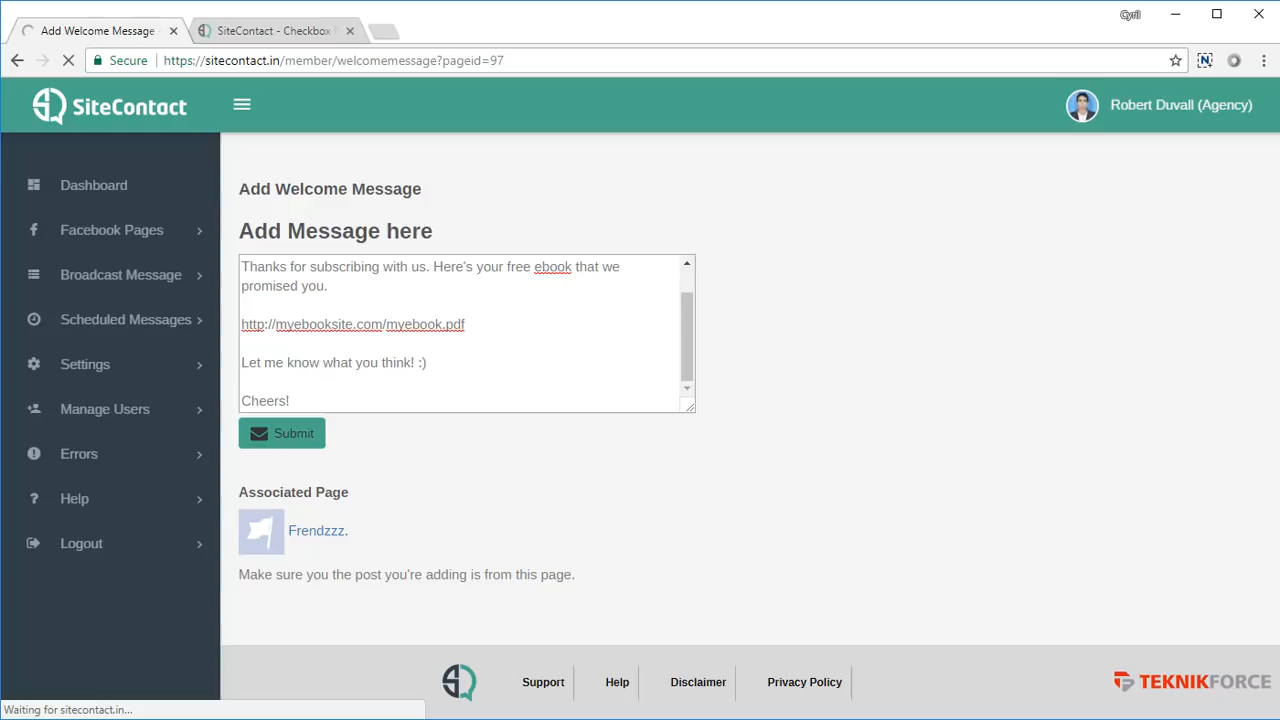 Add Welcome Message
SiteContact - Checkbox
Cyril
Secure
https://sitecontact.in/member/welcomemessage?pageid=97
SiteContact
Robert Duvall (Agency)
Dashboard
Facebook Pages
Broadcast Message
Scheduled Messages
Settings
Manage Users
Errors
Help
Logout
Add Welcome Message
Add Message here
Thanks for subscribing with us. Here's your free ebook that we
promised you.
http://myebooksite.com/myebook.pdf
Let me know what you think! :)
Cheers!
Submit
Associated Page
Frendzzz.
Make sure you the post you're adding is from this page.
Support
Help
Disclaimer
Privacy Policy
TEKNIKFORCE
Waiting for sitecontact.in...